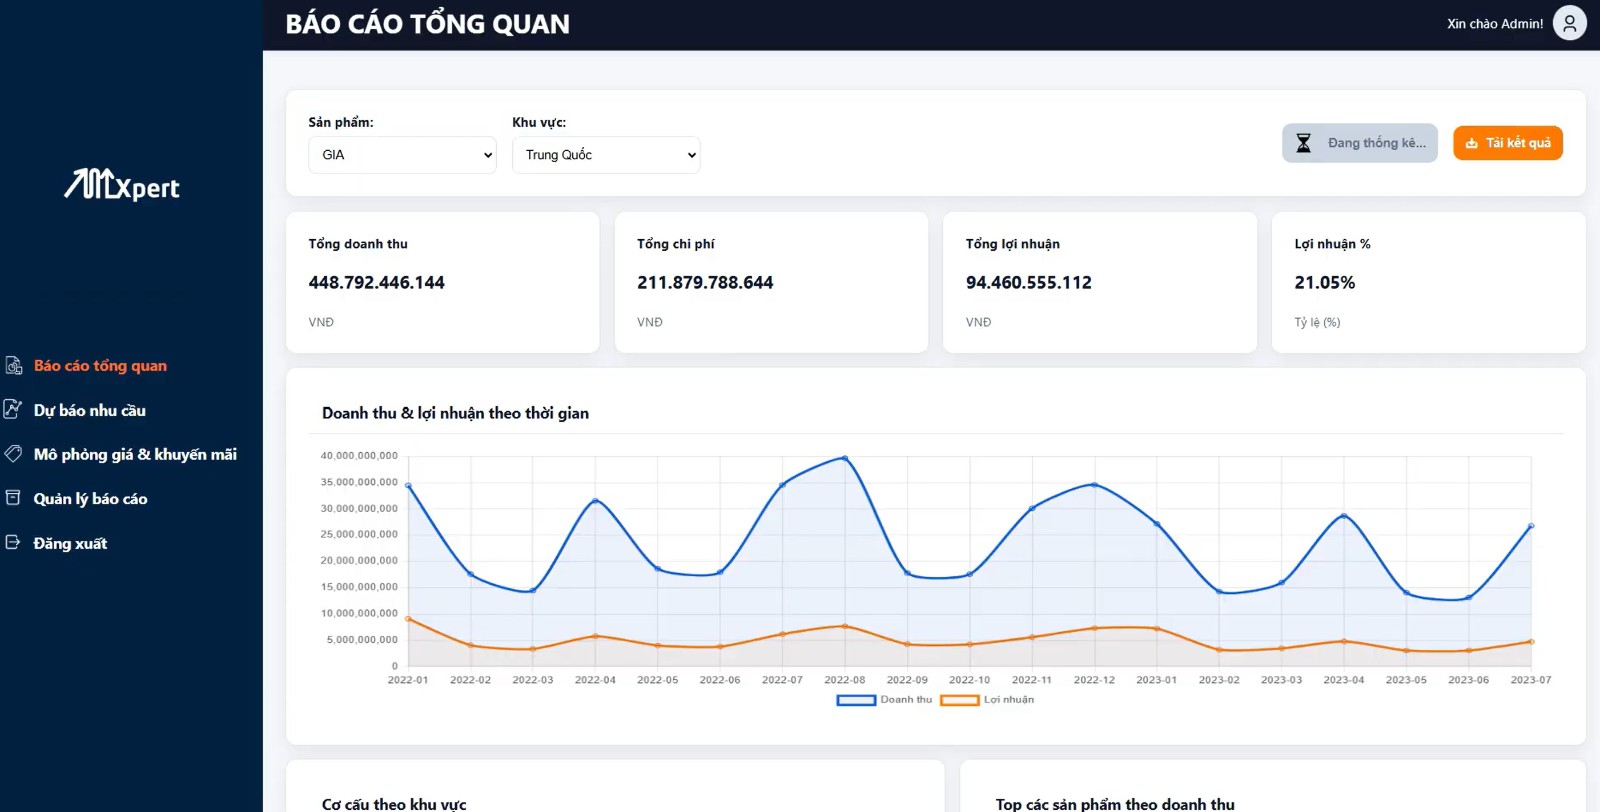 BÁO CÁO TỔNG QUAN
Xin chào Admin!
Xpert
Báo cáo tổng quan
Dự báo nhu cầu
Mô phỏng giá & khuyến mãi
Quản lý báo cáo
Đăng xuất
Sản phẩm:
Khu vực:
GIA
Trung Quốc
Đang thống kê...
Tải kết quả
Tổng doanh thu
448.792.446.144
VNĐ
Tổng chi phí
211.879.788.644
VNĐ
Tổng lợi nhuận
94.460.555.112
VNĐ
Lợi nhuận %
21.05%
Tỷ lệ (%)
Doanh thu & lợi nhuận theo thời gian
40,000,000,000
35,000,000,000
30,000,000,000
25,000,000,000
20,000,000,000
15,000,000,000
10,000,000,000
5,000,000,000
0
2022-01 2022-02 2022-03 2022-04 2022-05 2022-06 2022-07 2022-08 2022-09 2022-10 2022-11 2022-12 2023-01 2023-02 2023-03 2023-04 2023-05 2023-06 2023-07
Doanh thu Lợi nhuận
Cơ cấu theo khu vực
Top các sản phẩm theo doanh thu